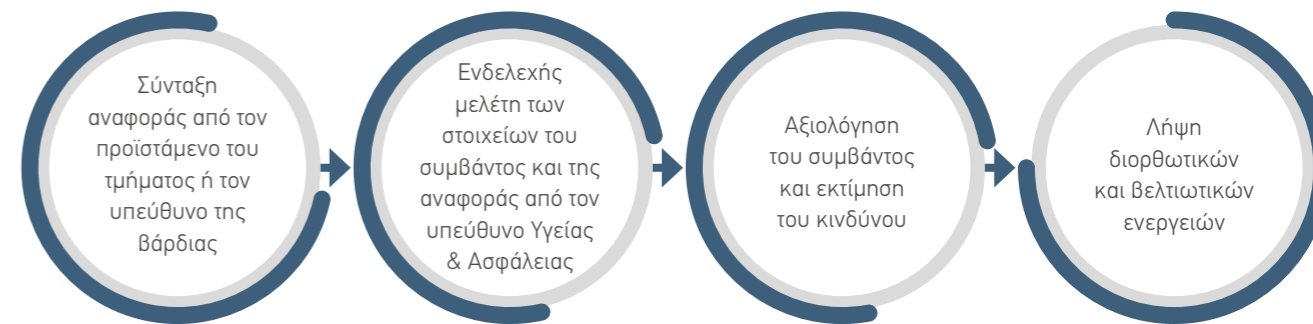 Σύνταξη
αναφοράς από τον
προϊστάμενο του
τμήματος ή τον
υπεύθυνο της
βάρδιας
Ενδελεχής
μελέτη των
στοιχείων του
συμβάντος και της
αναφοράς από τον
υπεύθυνο Υγείας
& Ασφάλειας
Αξιολόγηση
του συμβάντος
και εκτίμηση
του κινδύνου
Λήψη
διορθωτικών
και βελτιωτικών
ενεργειών